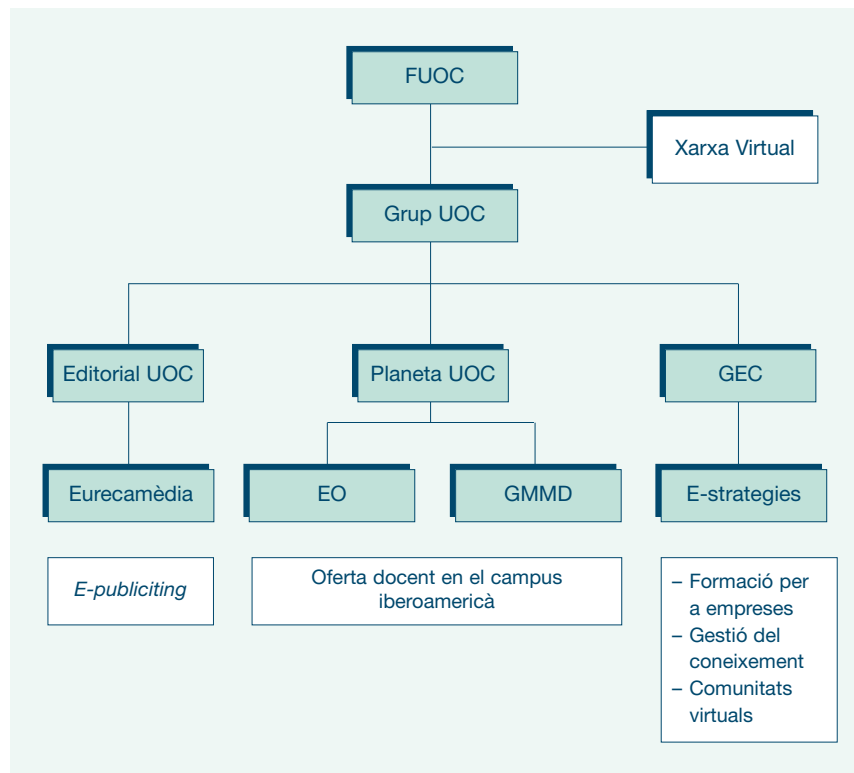 FUOC
Xarxa Virtual
Grup UOC
Editorial UOC
Planeta UOC
GEC
Eurecamèdia
EO
GMMD
E-strategies
E-publiciting
Oferta docent en el campus
iberoamericà
– Formació per
a empreses
– Gestió del
coneixement
– Comunitats
virtuals